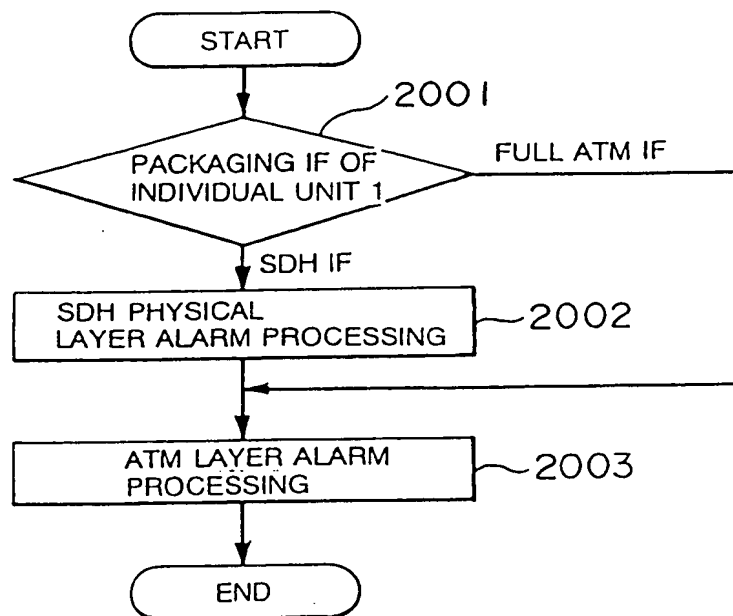 START
2001
PACKAGING IF OF
INDIVIDUAL UNIT 1
FULL ATM IF
SDH IF
SDH PHYSICAL
LAYER ALARM PROCESSING
2002
ATM LAYER ALARM
PROCESSING
2003
END